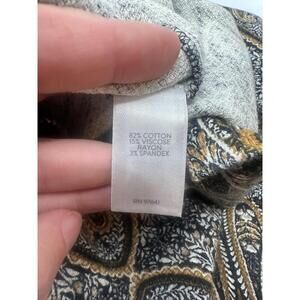 82% COTTON
15% VISCOSE
RAYON
3% SPANDEX